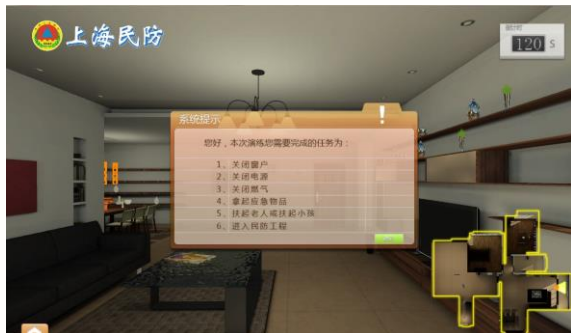 上海民防
120 S
系统提示
!
您好，本次演练您需要完成的任务为：
1、关闭窗户
2、关闭电源
3、关闭燃气
4、拿起应急物品
5、扶起老人或扶起小孩
6、进入民防工程